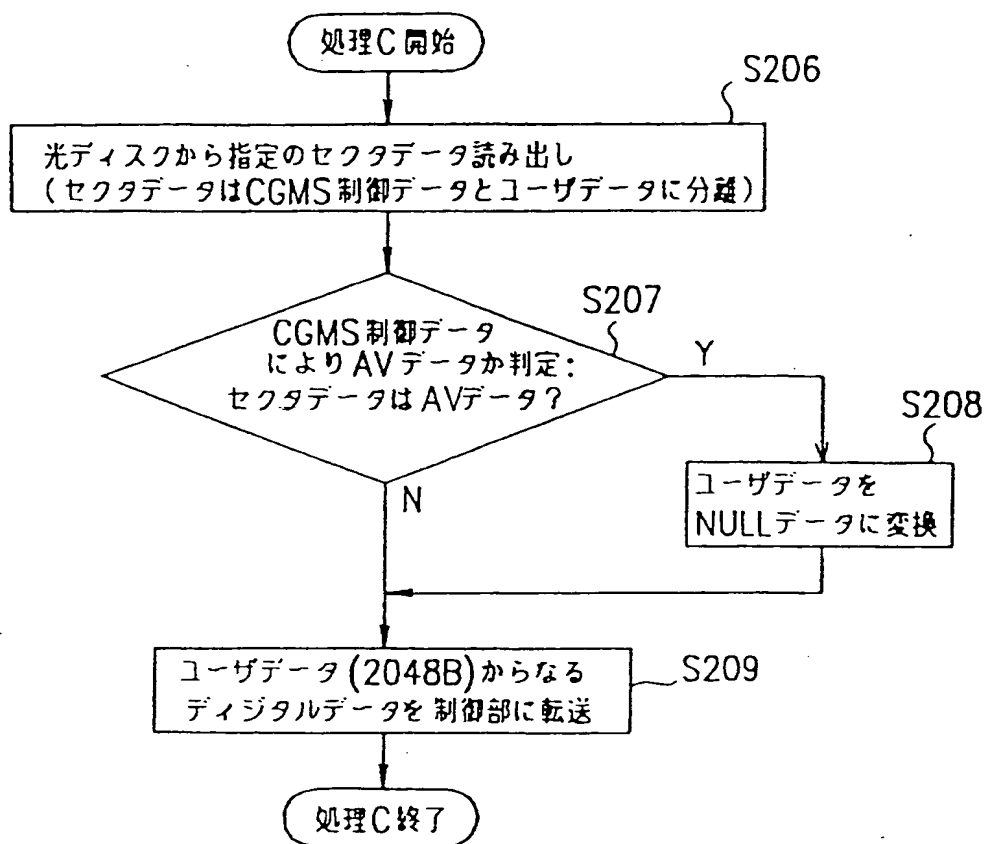 処理C開始
S206
光ディスクから指定のセクタデータ読み出し
(セクタデータはCGMS制御データとユーザデータに分離)
S207
CGMS制御データ
によりAVデータか判定:
セクタデータはAVデータ?
Y
S208
N
ユーザデータを
NULLデータに変換
ユーザデータ(2048B)からなる
ディジタルデータを制御部に転送
S209
処理C終了